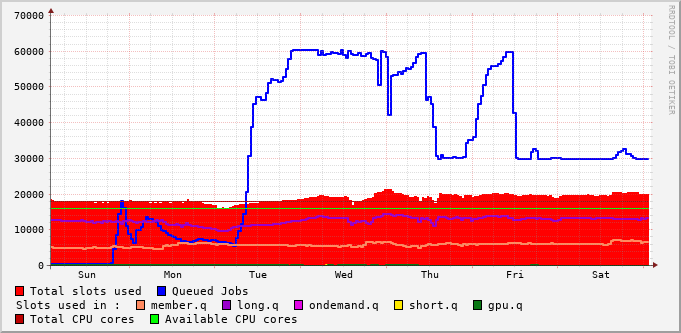 RRDTOOL / TOBI OETIKER
70000
60000
50000
40000
30000
20000
10000
0
Sun Mon Tue Wed Thu Fri Sat
Total slots used Queued Jobs
Slots used in : member.q long.q ondemand.q short.q gpu.q
Total CPU cores Available CPU cores